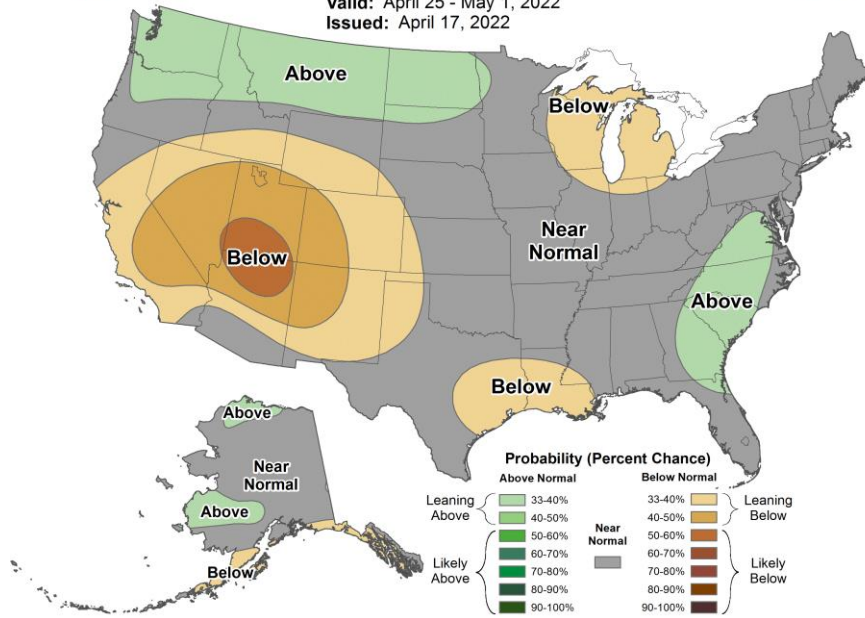 Valid: April 25 - May 1, 2022
Issued: April 17, 2022
Above
Below
Near
Normal
Below
Above
Below
Above
Near
Normal
Above
Below
Probability (Percent Chance)
Above Normal
Below Normal
Leaning
Above
33-40%
40-50%
Likely
Above
50-60%
60-70%
70-80%
80-90%
90-100%
Near
Normal
33-40%
40-50%
Leaning
Below
50-60%
60-70%
70-80%
80-90%
90-100%
Likely
Below